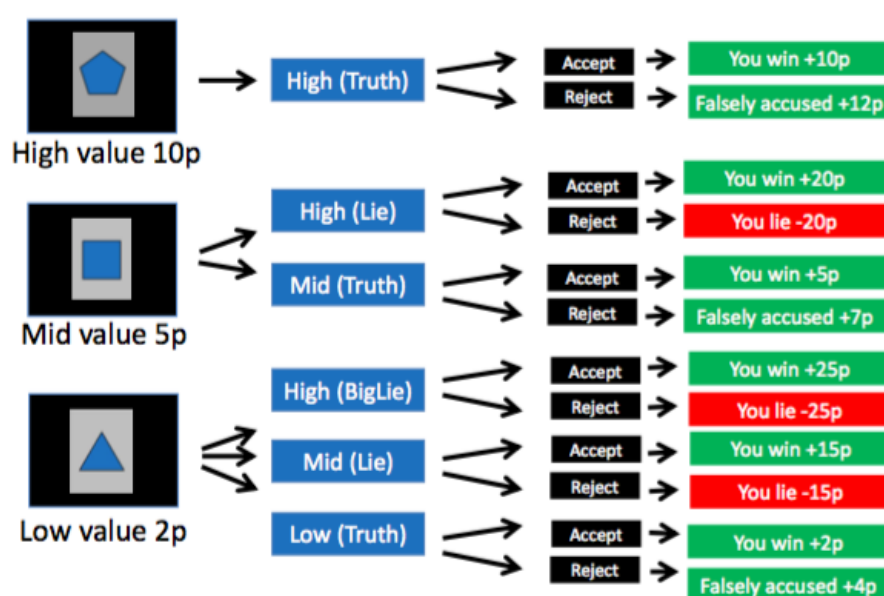 High (Truth)
Accept
You win +10p
Reject
Falsely accused +12p
High value 10p
High (Lie)
Accept
You win +20p
Reject
You lie -20p
Mid (Truth)
Accept
You win +5p
Reject
Falsely accused +7p
Mid value 5p
High (BigLie)
Accept
You win +25p
Reject
You lie -25p
Mid (Lie)
Accept
You win +15p
Reject
You lie -15p
Low value 2p
Low (Truth)
Accept
You win +2p
Reject
Falsely accused +4p